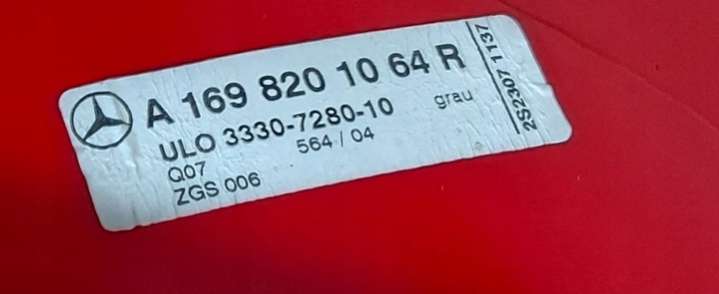 A 169 820 10 64 R
ULO 3330-7280-10 grau
Q07 564 / 04
ZGS 006
2S2307 1137